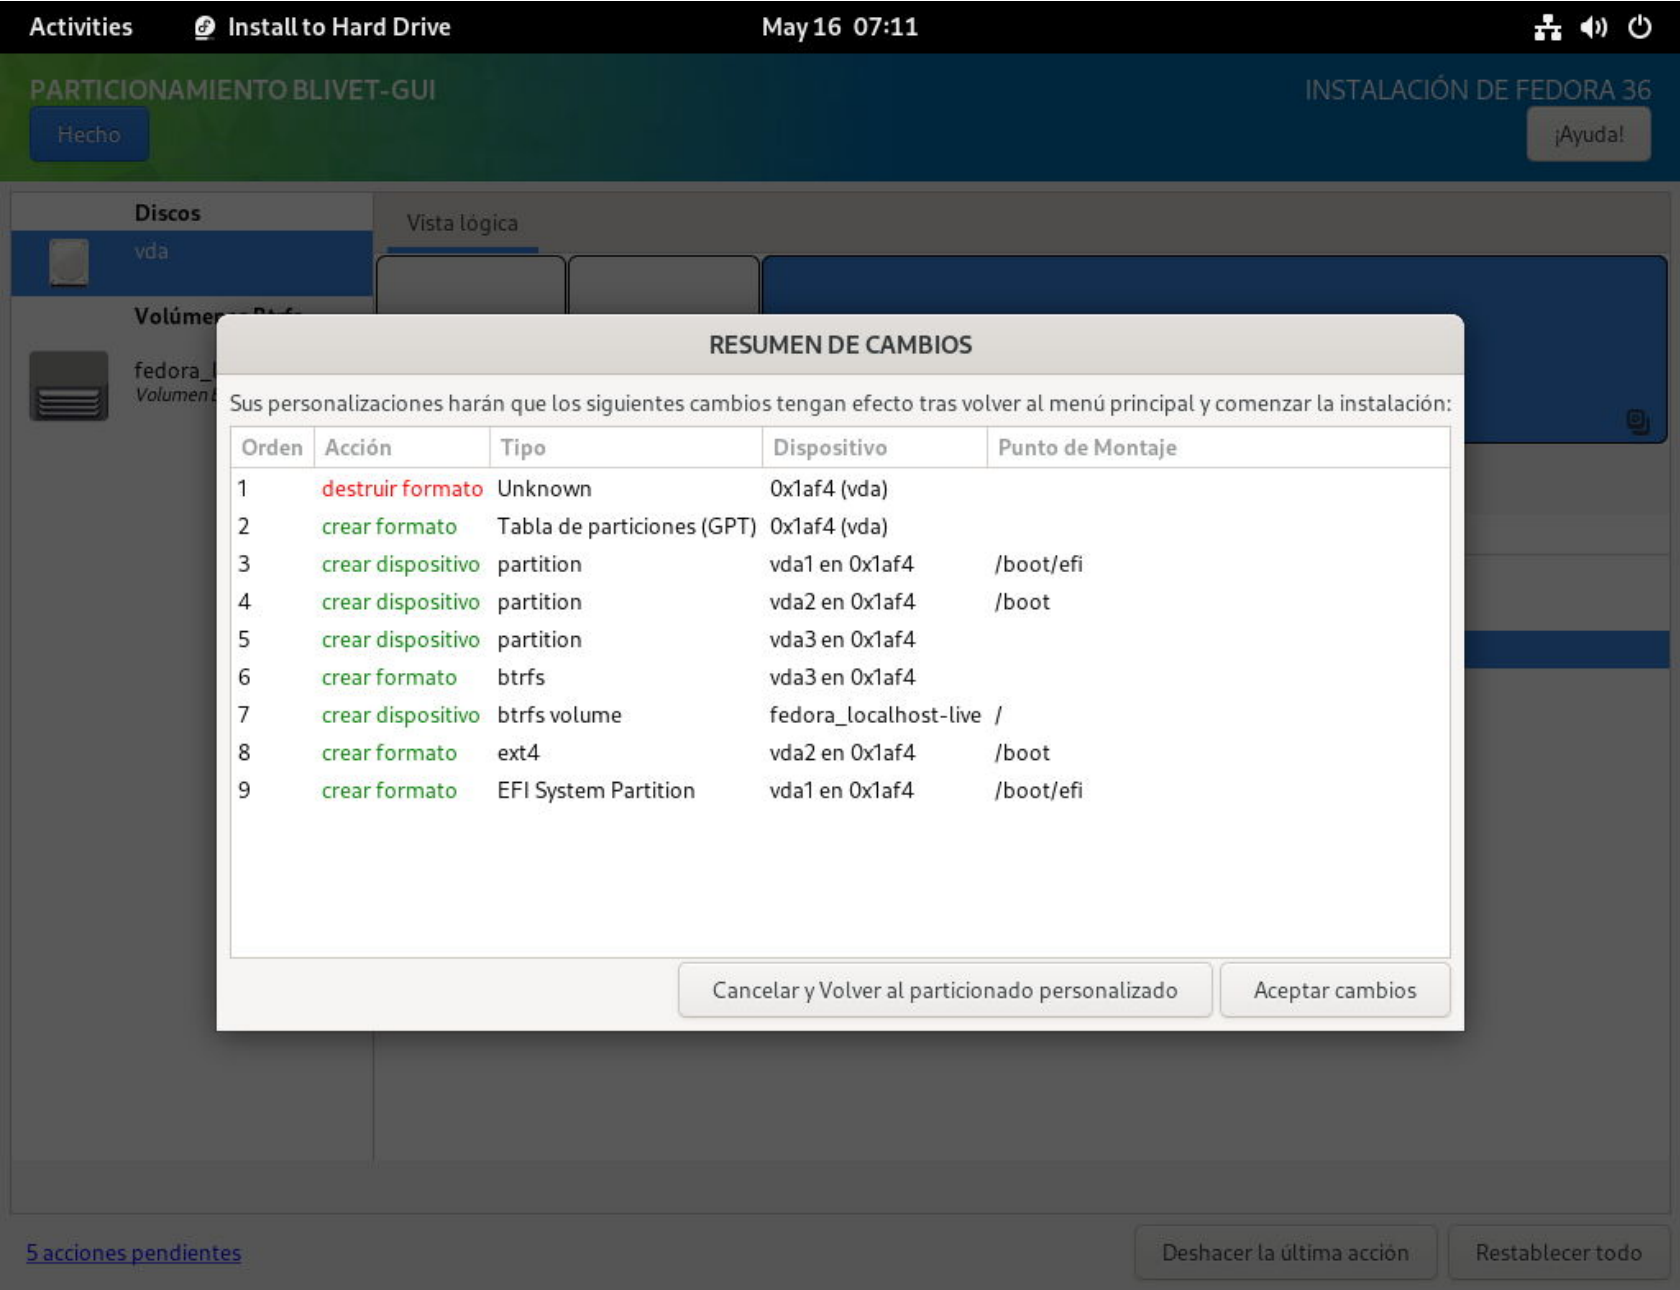 Activities Install to Hard Drive May 16 07:11
PARTICIONAMIENTO BLIVET-GUI INSTALACIÓN DE FEDORA 36
Hecho ¡Ayuda!
Discos
vda
Vista lógica
fedora_
Volumen
RESUMEN DE CAMBIOS
Sus personalizaciones harán que los siguientes cambios tengan efecto tras volver al menú principal y comenzar la instalación:
Orden Acción Tipo Dispositivo Punto de Montaje
1 destruir formato Unknown 0x1af4 (vda)
2 crear formato Tabla de particiones (GPT) 0x1af4 (vda)
3 crear dispositivo partition vda1 en 0x1af4 /boot/efi
4 crear dispositivo partition vda2 en 0x1af4 /boot
5 crear dispositivo partition vda3 en 0x1af4
6 crear formato btrfs vda3 en 0x1af4
7 crear dispositivo btrfs volume fedora_localhost-live /
8 crear formato ext4 vda2 en 0x1af4 /boot
9 crear formato EFI System Partition vda1 en 0x1af4 /boot/efi
Cancelar y Volver al particionado personalizado Aceptar cambios
5 acciones pendientes Deshacer la última acción Restablecer todo